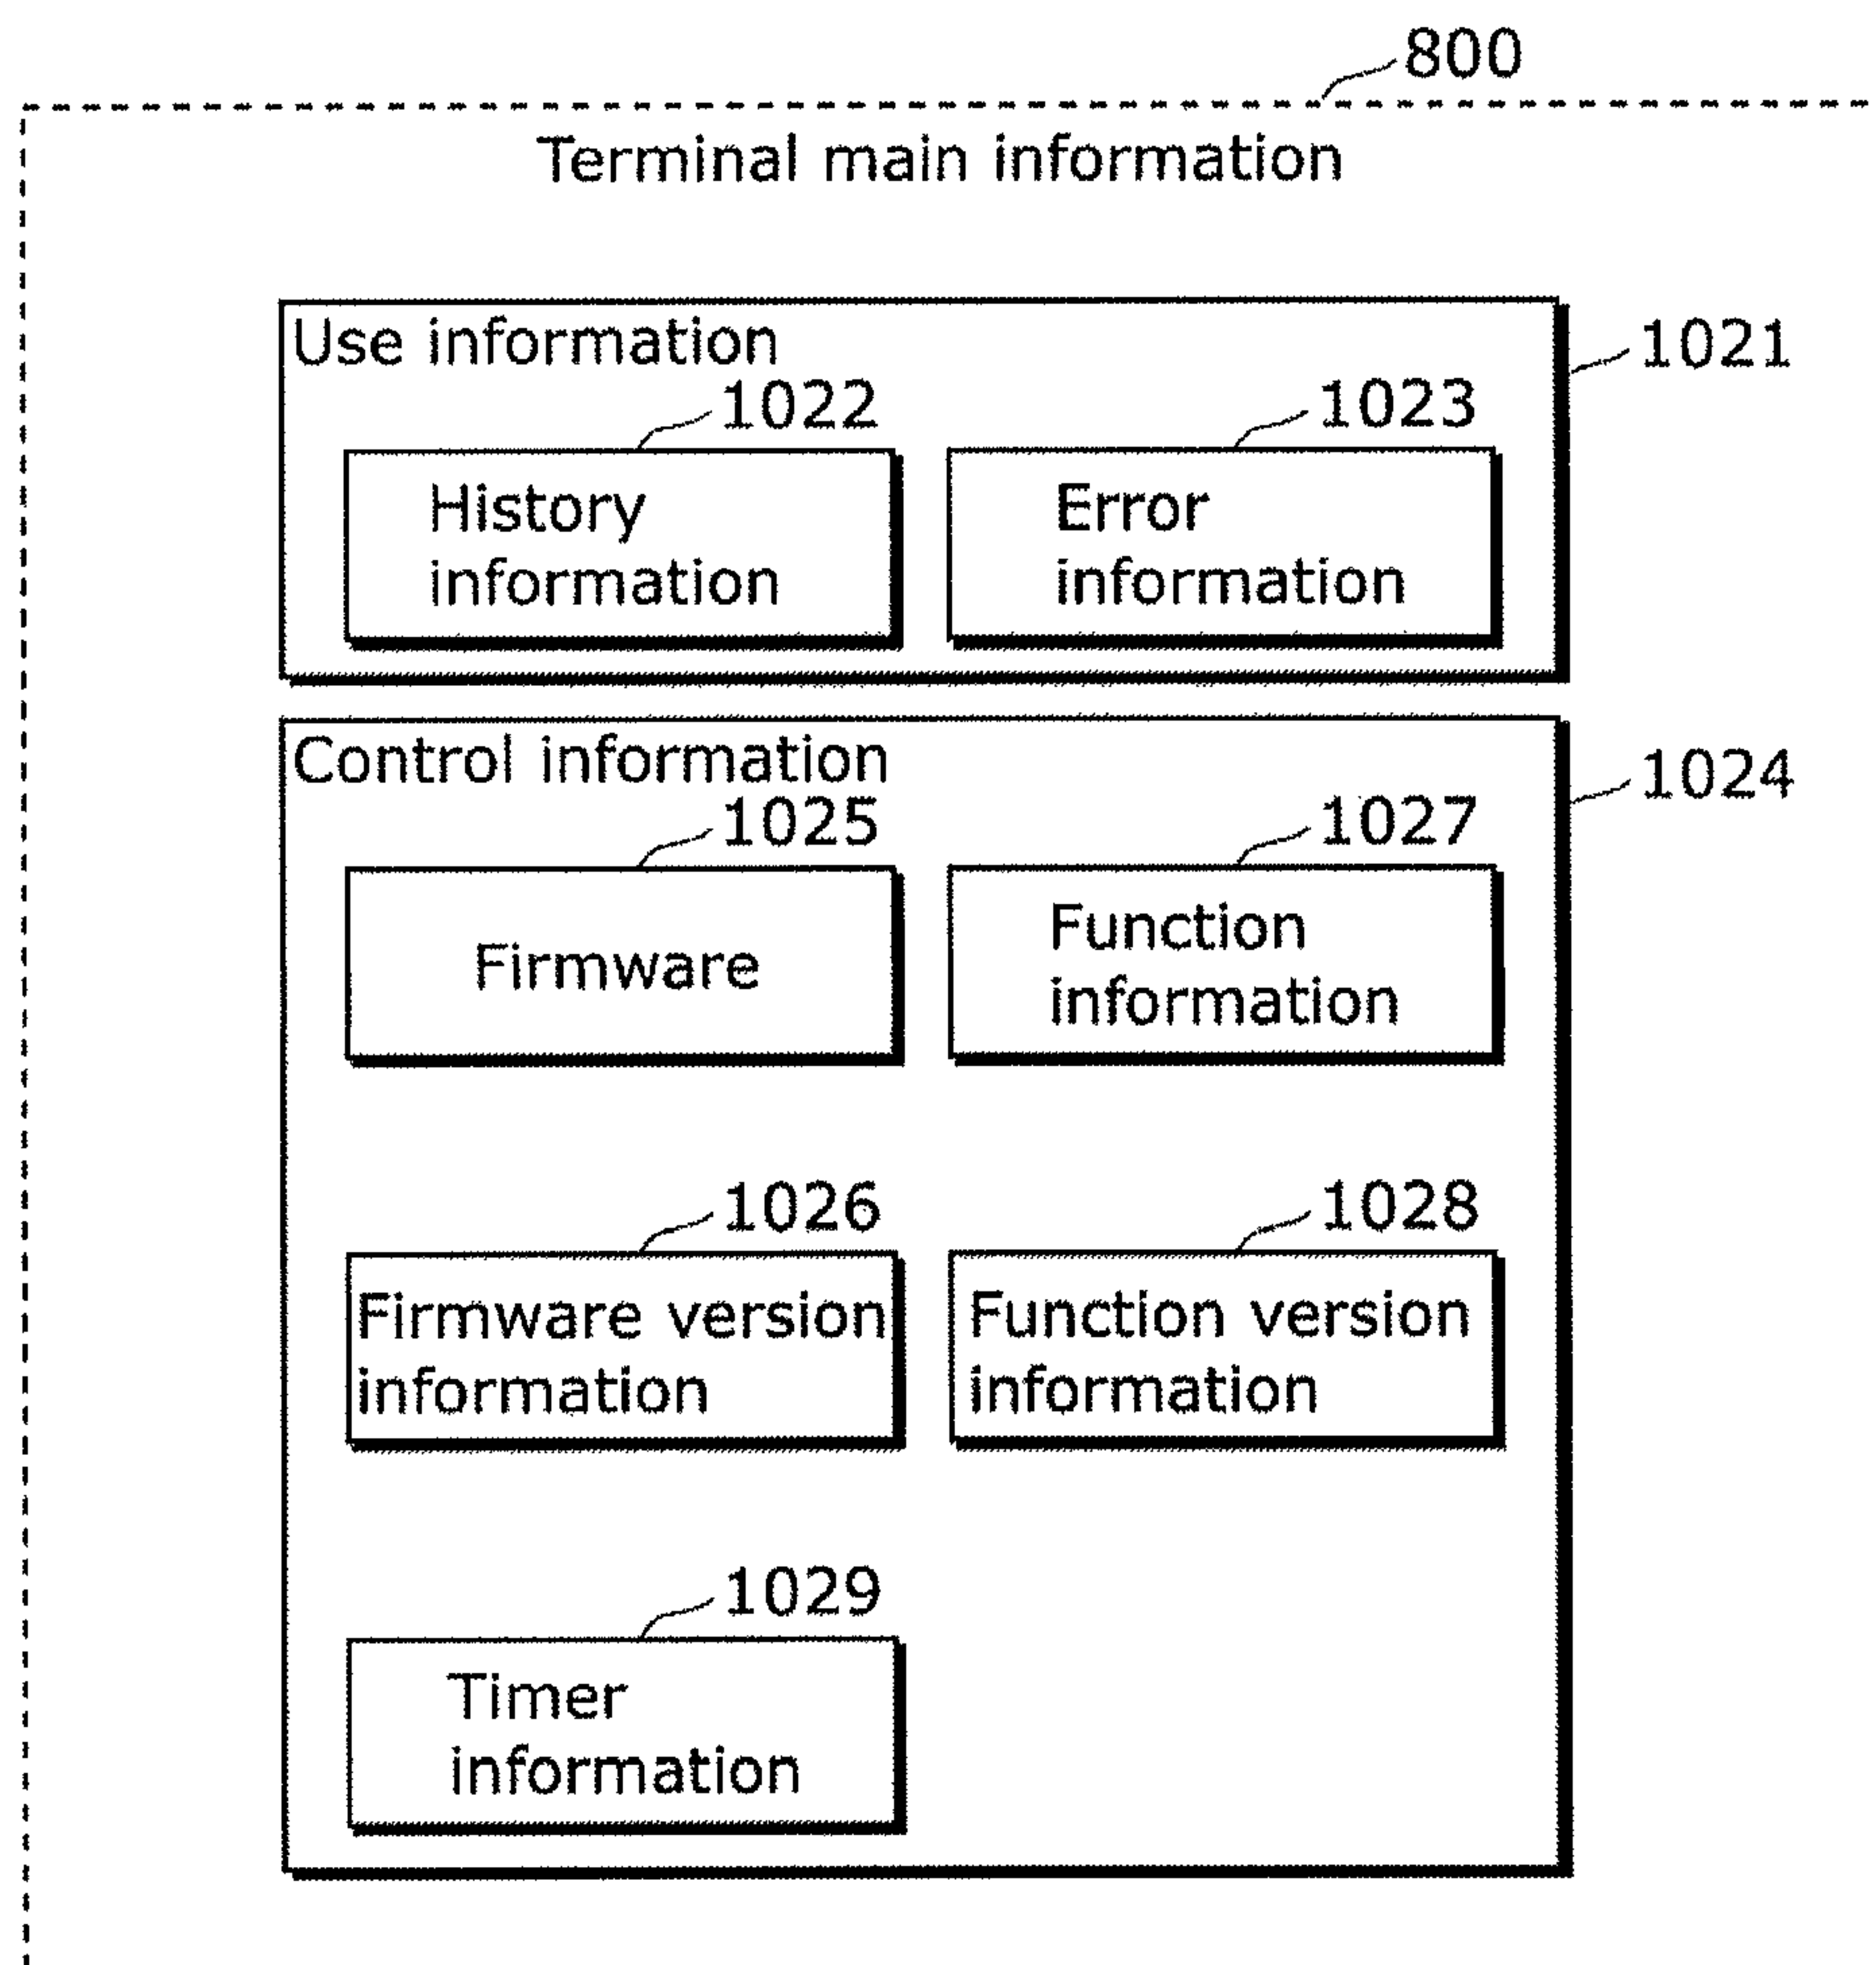 800
Terminal main information
Use information
1021
1022
1023
History
information
Error
information
Control information
1024
1025
1027
Firmware
Function
information
1026
1028
Firmware version
information
Function version
information
1029
Timer
information